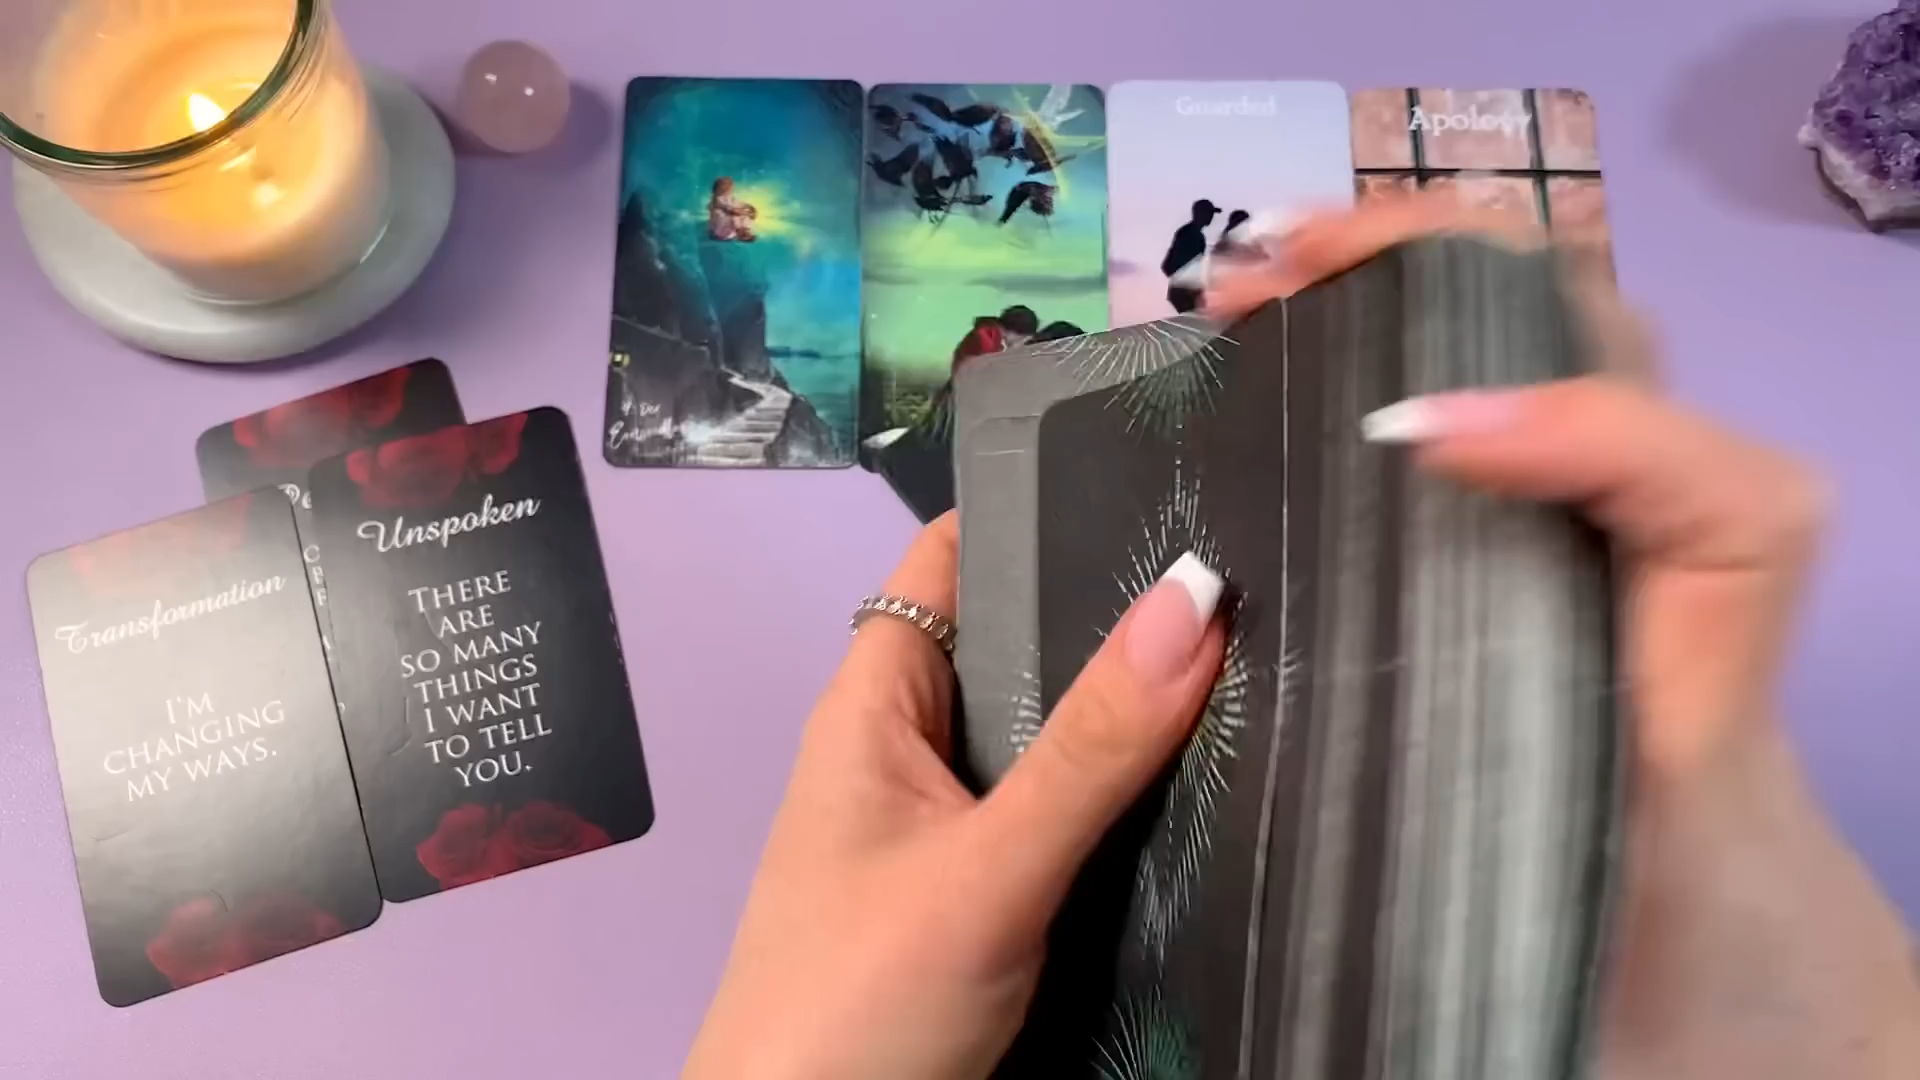 Guarded
Apology
Transformation
I'M
CHANGING
MY WAYS.
Unspoken
THERE
ARE
SO MANY
THINGS
I WANT
TO TELL
YOU.